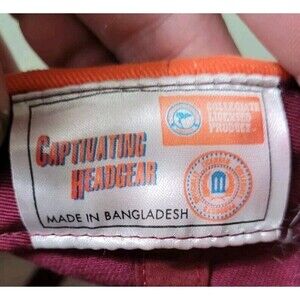 CAPTIVATING
HEADGEAR
MADE IN BANGLADESH
COLLEGIATE
LICENSED
PRODUCT